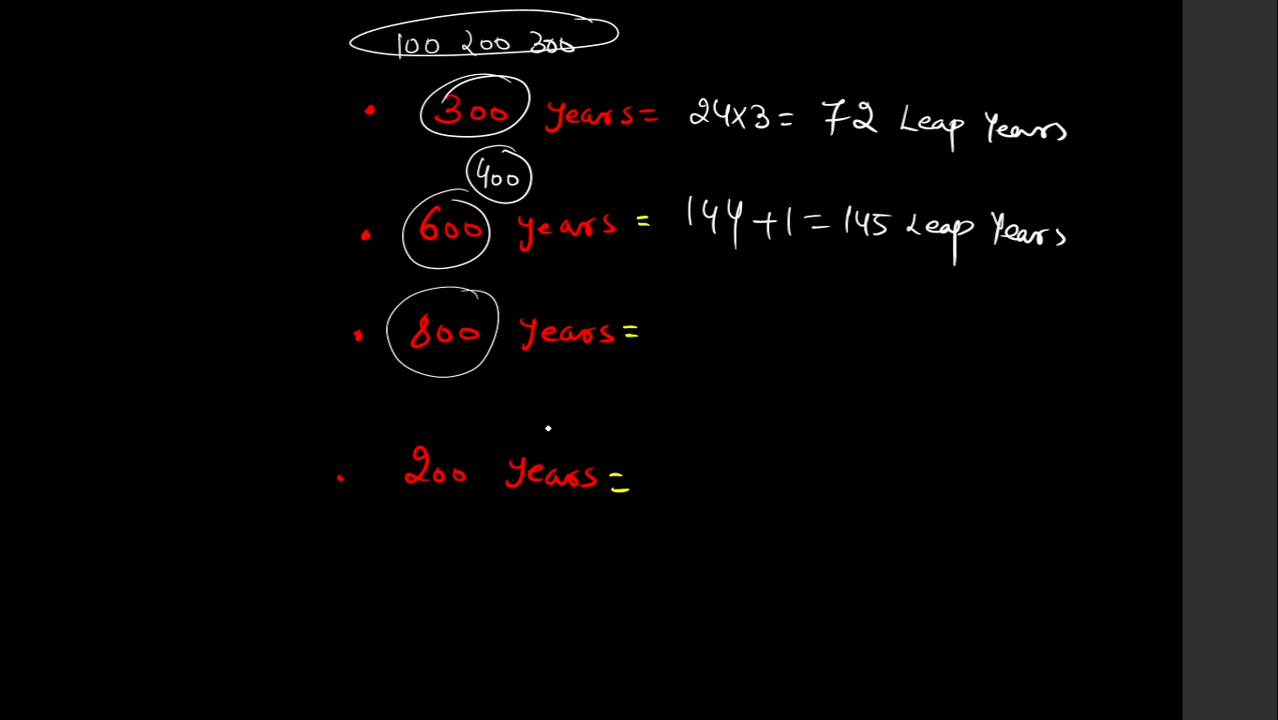 100 200 300
• 300 years = 24x3 = 72 Leap Years
400
• 600 years = 144 + 1 = 145 Leap Years
• 800 years =
• 200 years =